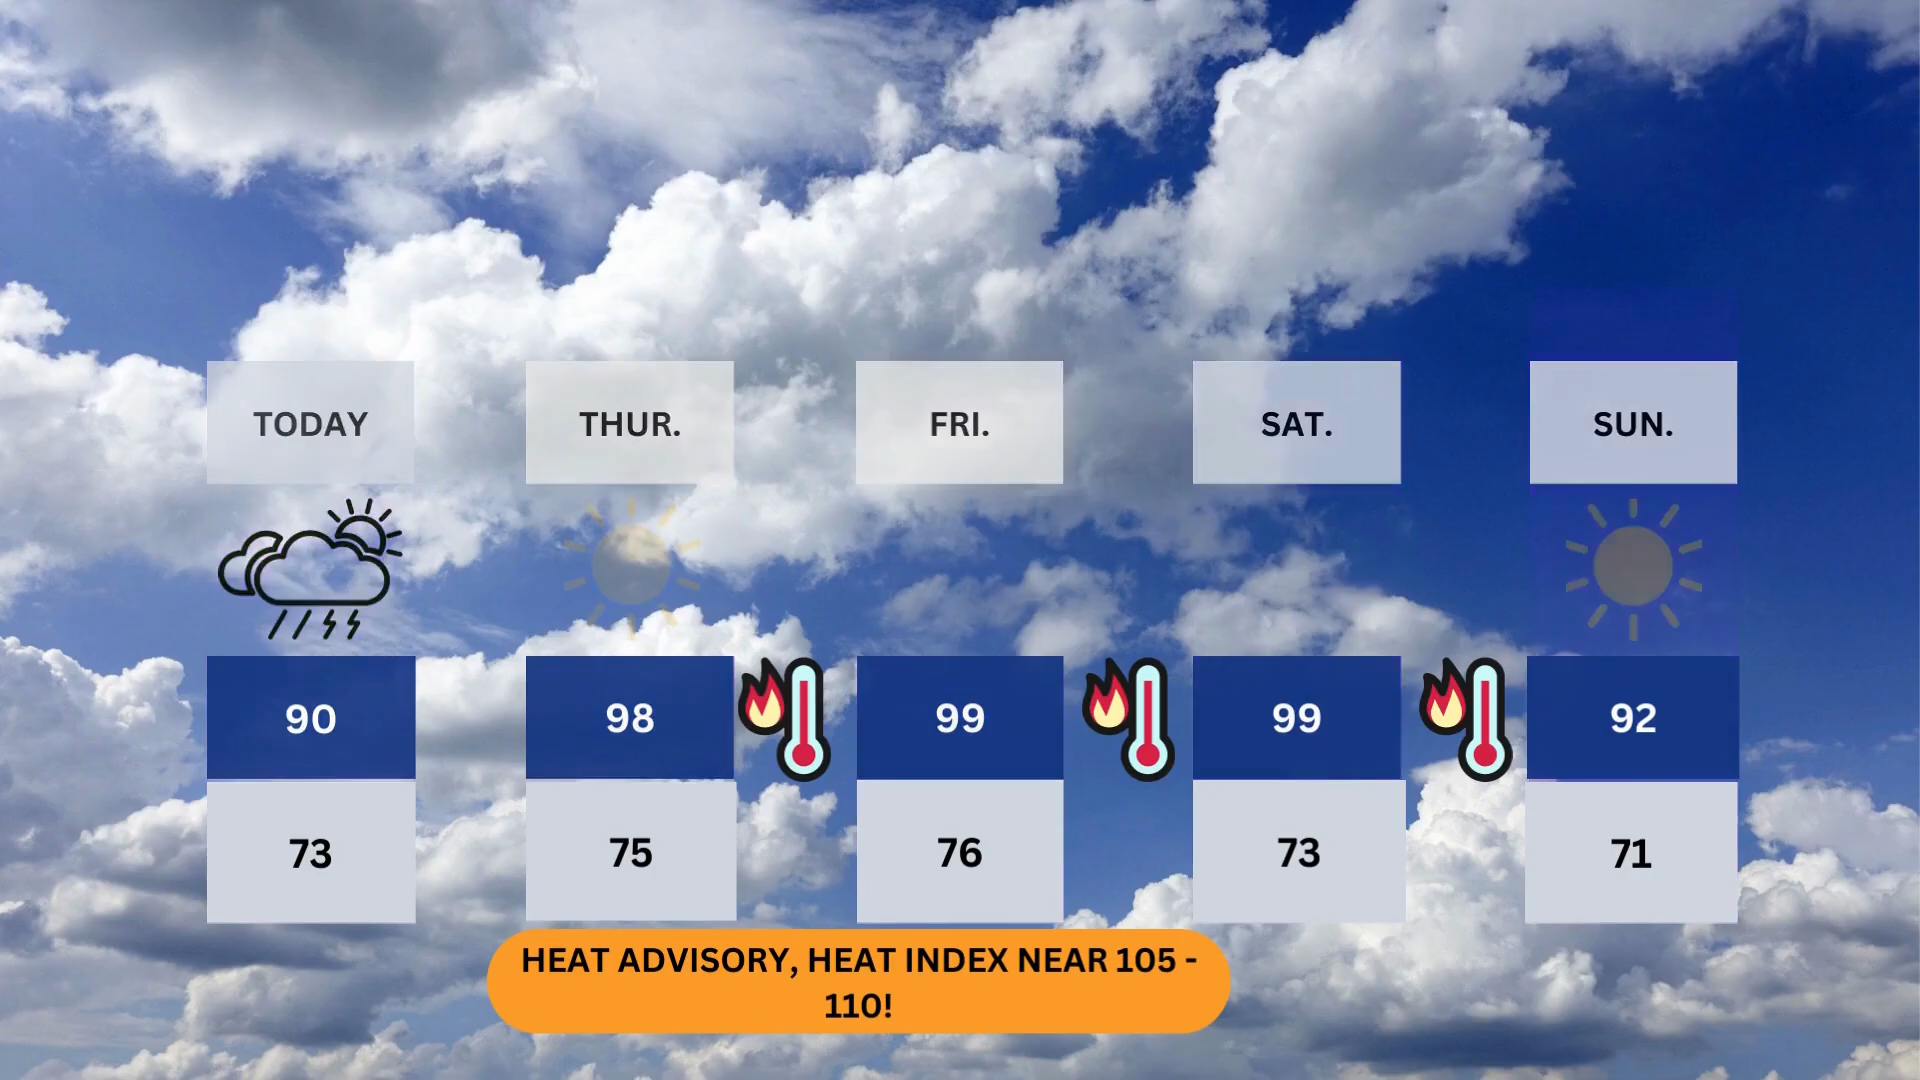 TODAY
THUR.
FRI.
SAT.
SUN.
90
98
99
99
92
73
75
76
73
71
HEAT ADVISORY, HEAT INDEX NEAR 105 -
110!